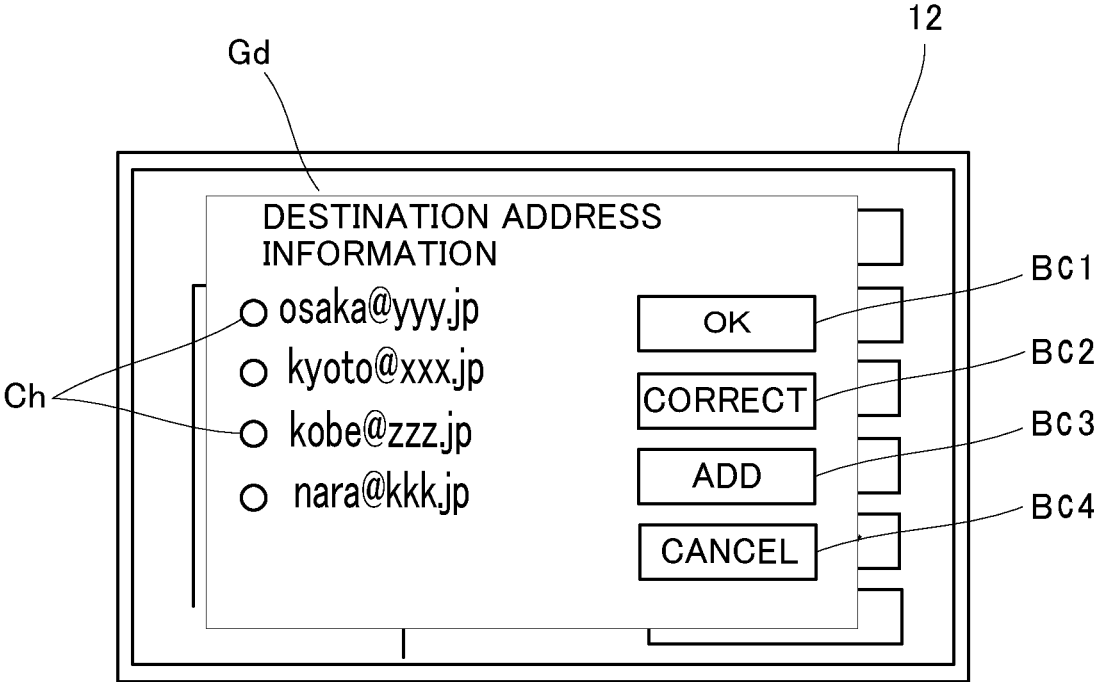 12
Gd
DESTINATION ADDRESS
INFORMATION
osaka@yyy.jp
kyoto@xxx.jp
kobe@zzz.jp
nara@kkk.jp
Ch
OK
CORRECT
ADD
CANCEL
BC1
BC2
BC3
BC4